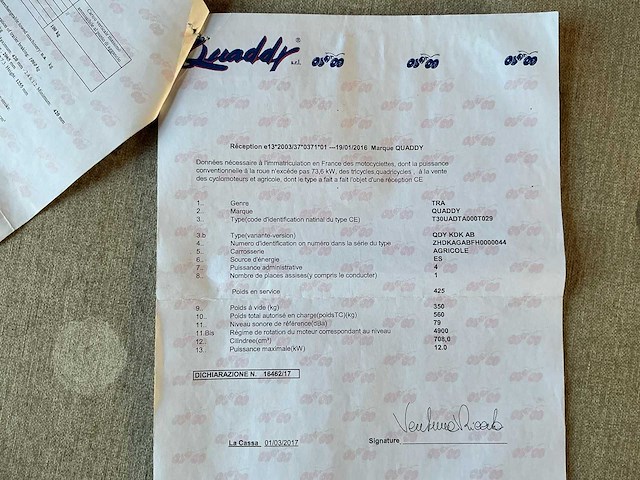 Quaddy ®
s.r.l.
Réception e13*2003/37*0371*01 ---19/01/2016 Marque QUADDY
Données nécessaire à l'immatriculation en France des motocyclettes, dont la puissance
conventionnelle à la roue n'excède pas 73,6 kW, des tricycles,quadricycles , à la vente
des cyclomoteurs et agricole, dont le type a fait a fait l'objet d'une réception CE
1.. Genre TRA
2.. Marque QUADDY
3.. Type(code d'identification natinal du type CE) T30UADTA000T029
3.b Type(variante-version) QDY KDK AB
4.. Numero d'identification on numéro dans la série du type ZHDKAGABFH0000044
5.. Carrosserie AGRICOLE
6.. Source d'énergie ES
7.. Puissance administrative 4
8.. Nombre de places assises(y compris le conducter) 1
Poids en service 425
9.. Poids à vide (kg) 350
10.. Poids total autorisé en charge(poidsTC)(kg) 560
11.. Niveau sonore de référence(dBa) 79
11.Bis Régime de rotation du moteur correspondant au niveau 4900
12.. Cilindree(cm³) 708,0
13.. Puissance maximale(kW) 12.0
DICHIARAZIONE N. 16462/17
La Cassa 01/03/2017
Signature